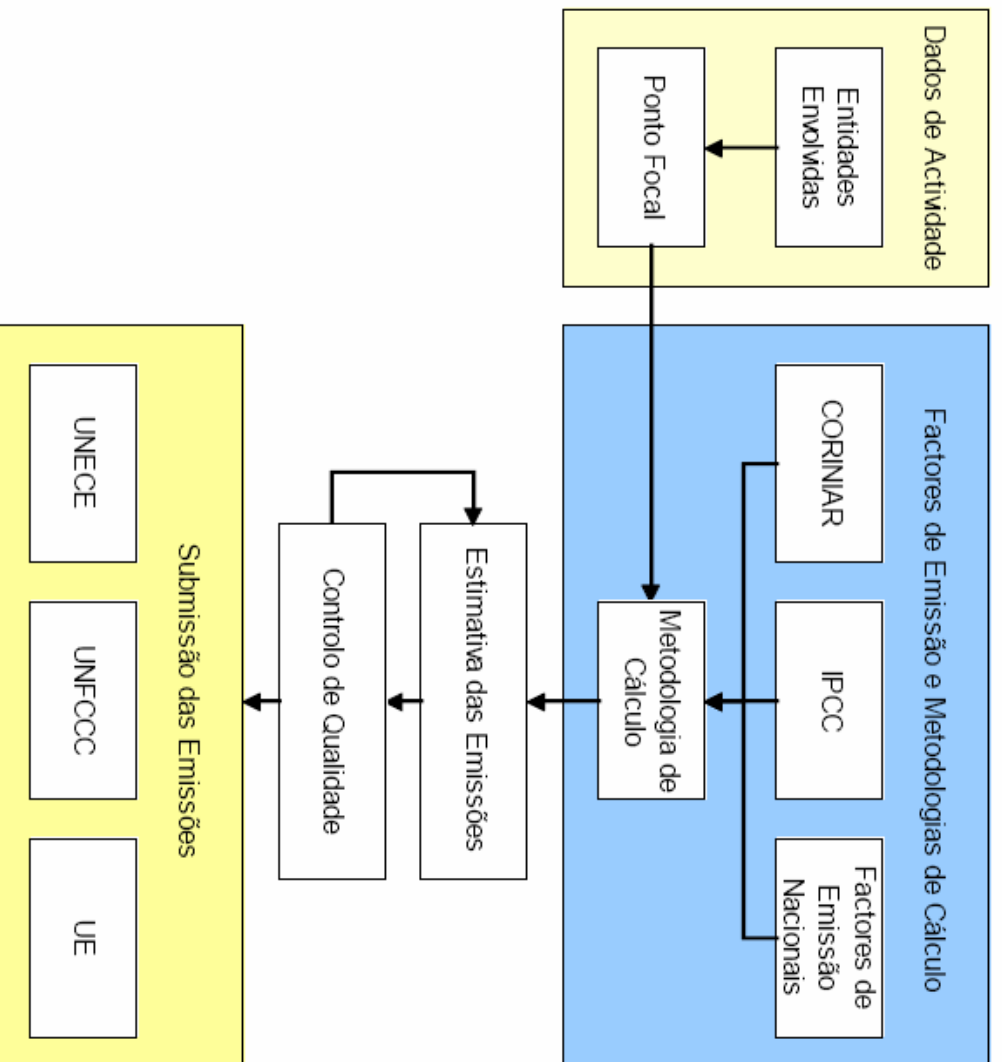 Dados de Actividade
Entidades
Envolvidas
Ponto Focal
Factores de Emissão e Metodologias de Cálculo
CORINIAR
IPCC
Factores de
Emissão
Nacionais
Metodologia de
Cálculo
Estimativa das Emissões
Controlo de Qualidade
Submissão das Emissões
UNECE
UNFCCC
UE